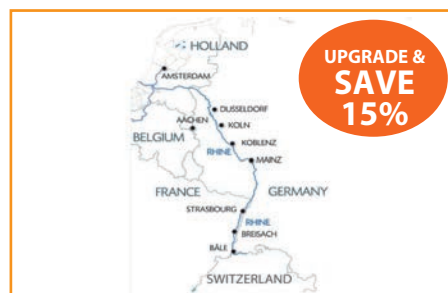 HOLLAND
AMSTERDAM
UPGRADE &
SAVE
15%
DUSSELDORF
AACHEN
KOLN
BELGIUM
KOBLENZ
RHINE
MAINZ
FRANCE
GERMANY
STRASBOURG
RHINE
BREISACH
BÂLE
SWITZERLAND